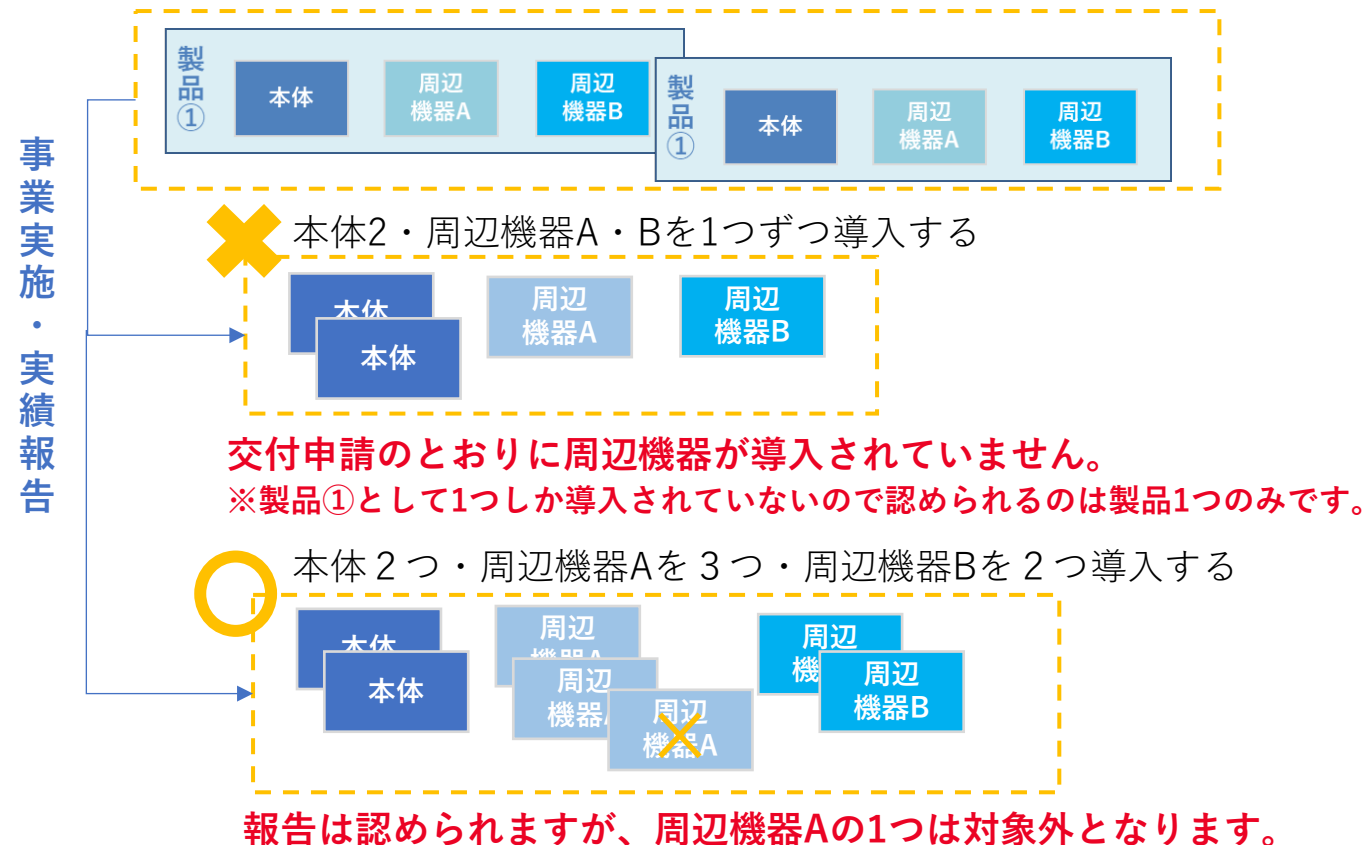 事業実施・実績報告
製品①
本体
周辺
機器A
周辺
機器B
製品①
本体
周辺
機器A
周辺
機器B
本体2・周辺機器A・Bを1つずつ導入する
本体
本体
周辺
機器A
周辺
機器B
交付申請のとおりに周辺機器が導入されていません。
※製品①として1つしか導入されていないので認められるのは製品1つのみです。
本体２つ・周辺機器Aを３つ・周辺機器Bを２つ導入する
本体
本体
周辺
機器A
周辺
機器A
周辺
機器A
周辺
機
周辺
機器B
報告は認められますが、周辺機器Aの1つは対象外となります。